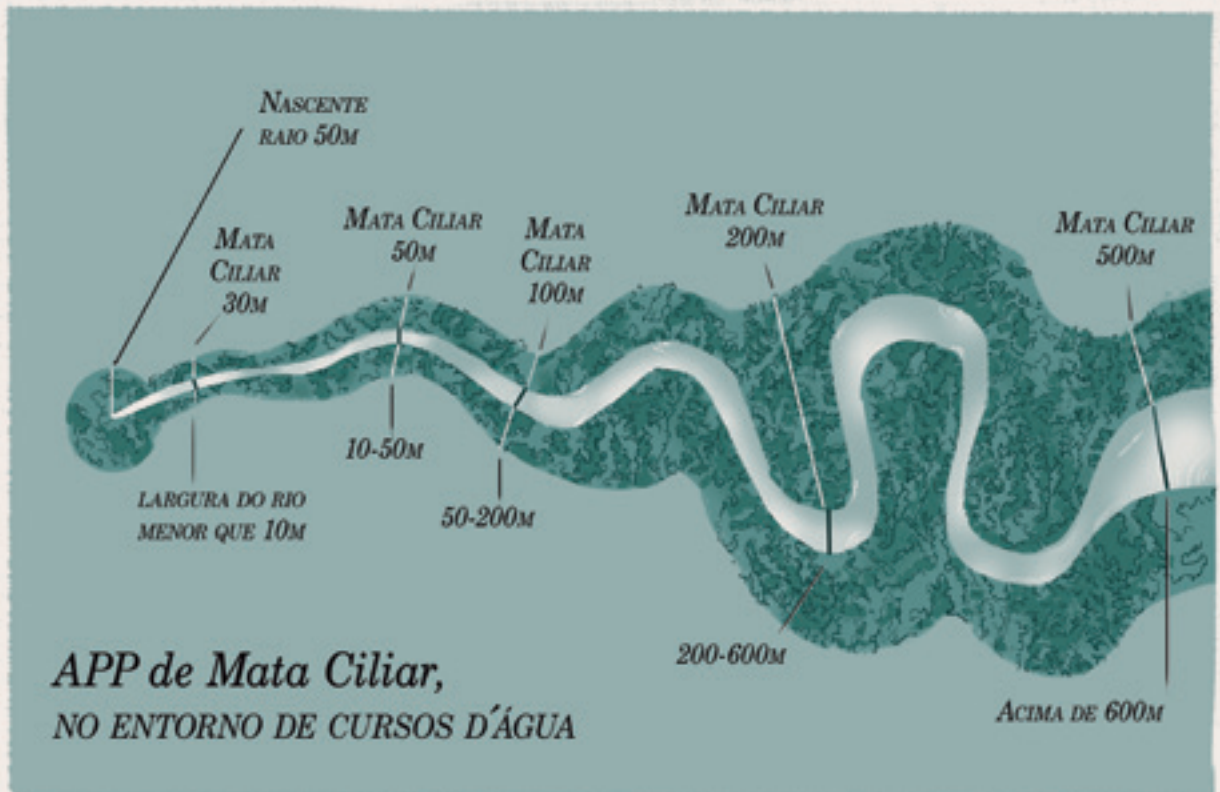 Nascente
raio 50m
Mata
Ciliar
30m
Mata Ciliar
50m
Mata
Ciliar
100m
Mata Ciliar
200m
Mata Ciliar
500m
largura do rio
menor que 10m
10-50m
50-200m
200-600m
Acima de 600m
APP de Mata Ciliar,
no entorno de cursos d´água